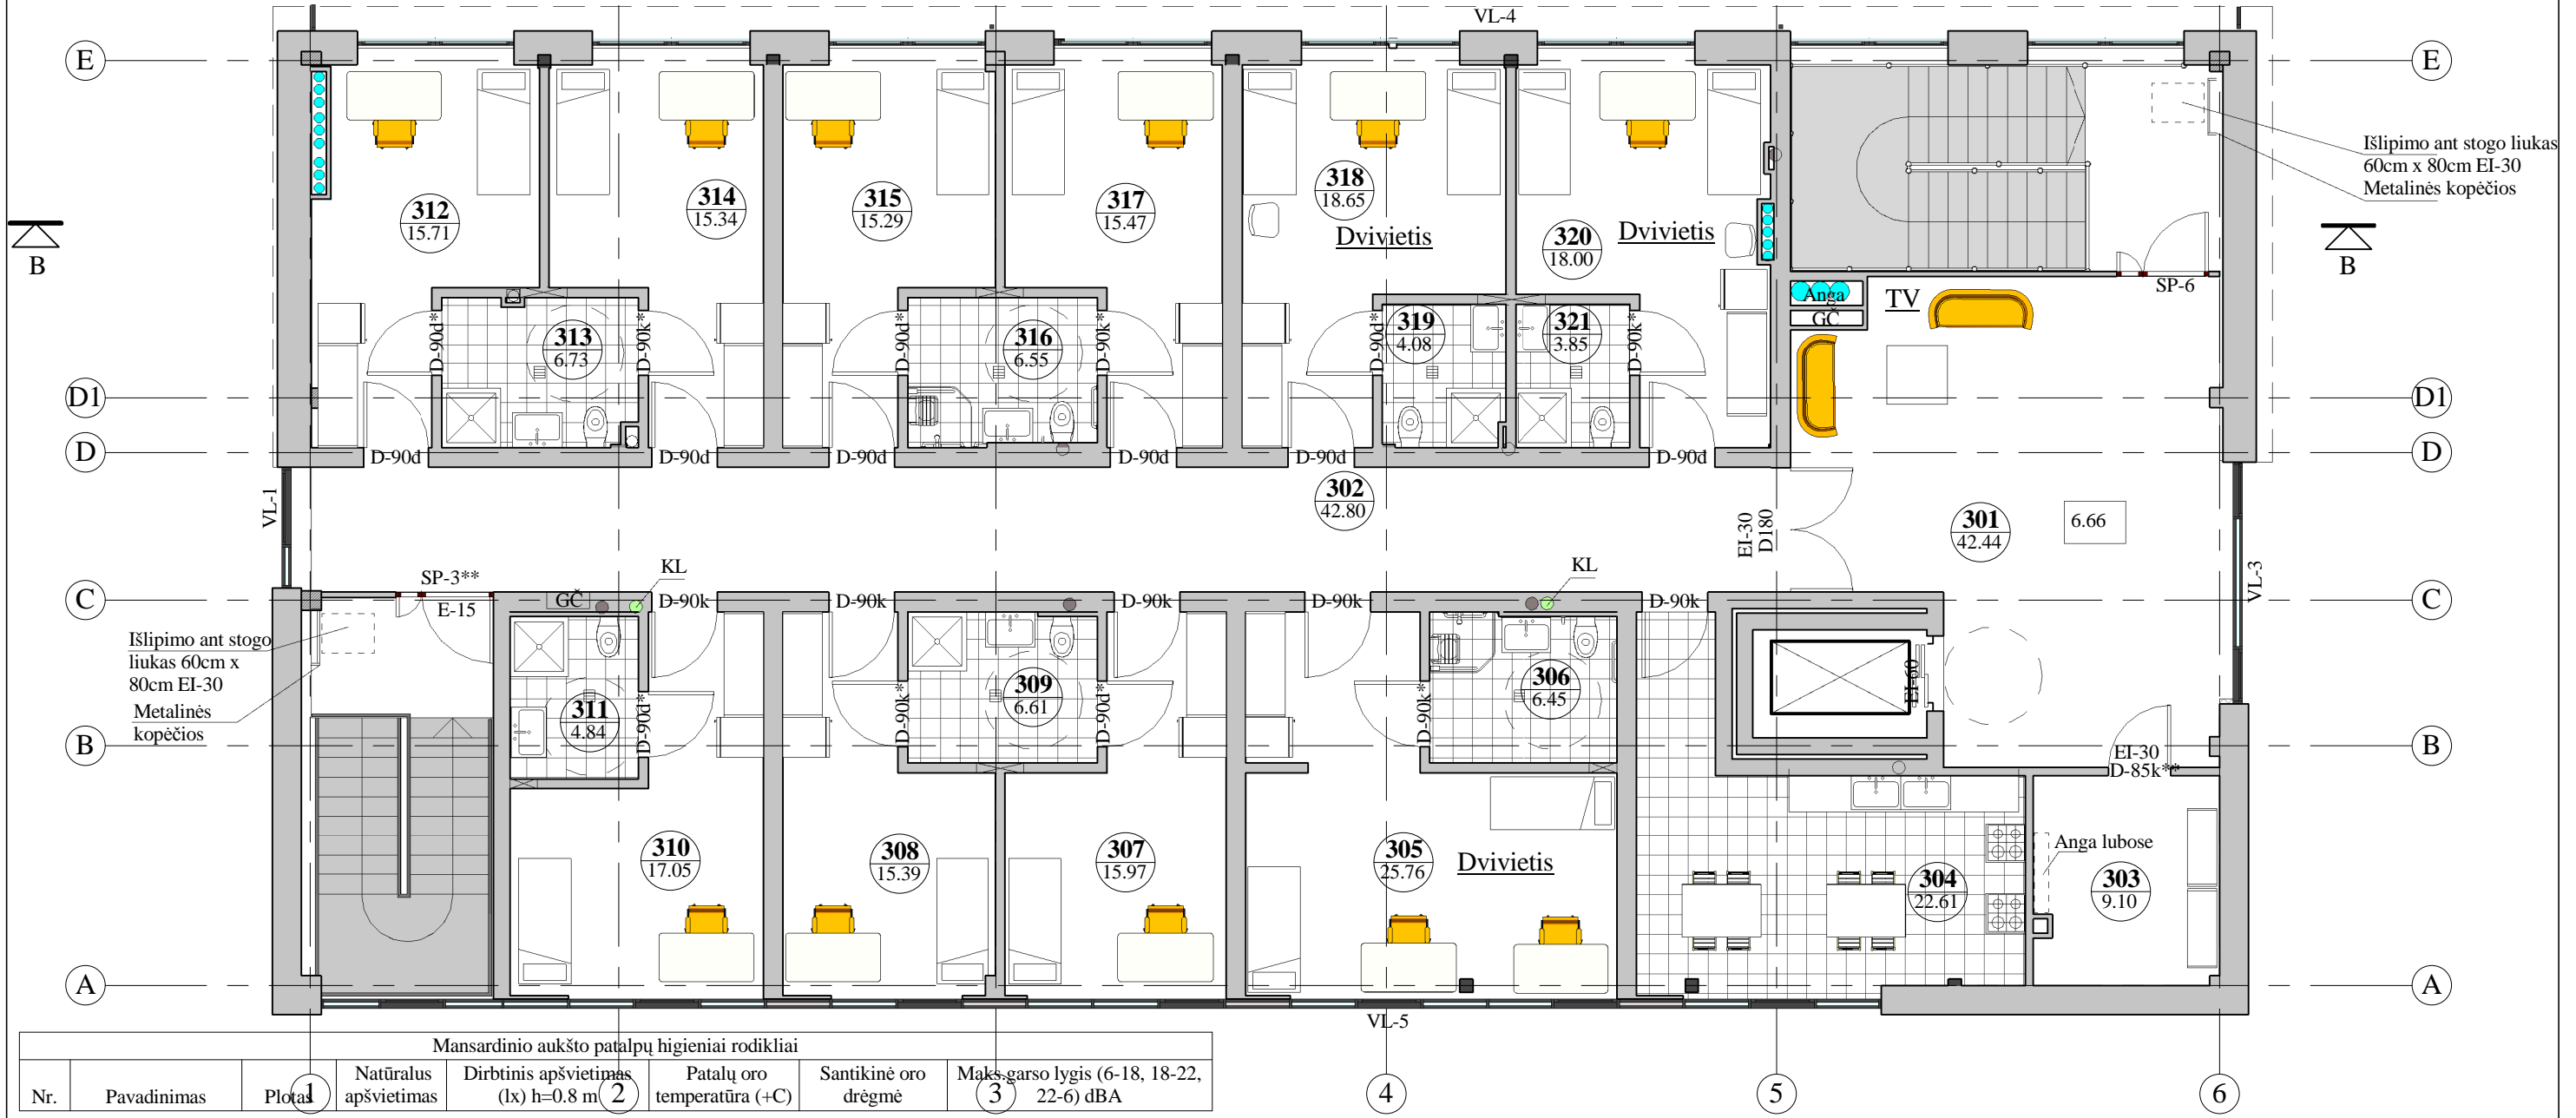 VL-4
E
E
Išlipimo ant stogo liukas
60cm x 80cm EI-30
Metalinės kopėčios
312
15.71
314
15.34
315
15.29
317
15.47
318
18.65
Dvivietis
320
18.00
Dvivietis
B
B
SP-6
Anga
GČ
TV
D-90d*
313
6.73
D-90k*
D-90d*
316
6.55
D-90k*
D-90d*
319
4.08
321
3.85
D-90k*
D1
D1
D
D
D-90d
D-90d
D-90d
D-90d
D-90d
D-90d
VL-1
302
42.80
EI-30
D180
301
42.44
6.66
VL-3
SP-3**
E-15
KL
KL
C
C
GČ
D-90k
D-90k
D-90k
D-90k
D-90k
Išlipimo ant stogo
liukas 60cm x
80cm EI-30
Metalinės
kopėčios
311
4.84
D-90d*
D-90k*
309
6.61
D-90d*
D-90k*
306
6.45
EI-60
B
B
EI-30
D-85k**
310
17.05
308
15.39
307
15.97
305
25.76
Dvivietis
304
22.61
Anga lubose
303
9.10
A
A
VL-5
Mansardinio aukšto patalpų higieniai rodikliai
Nr.
Pavadinimas
Plotas
Natūralus
apšvietimas
Dirbtinis apšvietimas
(lx) h=0.8 m
Patalų oro
temperatūra (+C)
Santikinė oro
drėgmė
Maks.garso lygis (6-18, 18-22,
22-6) dBA
1
2
3
4
5
6